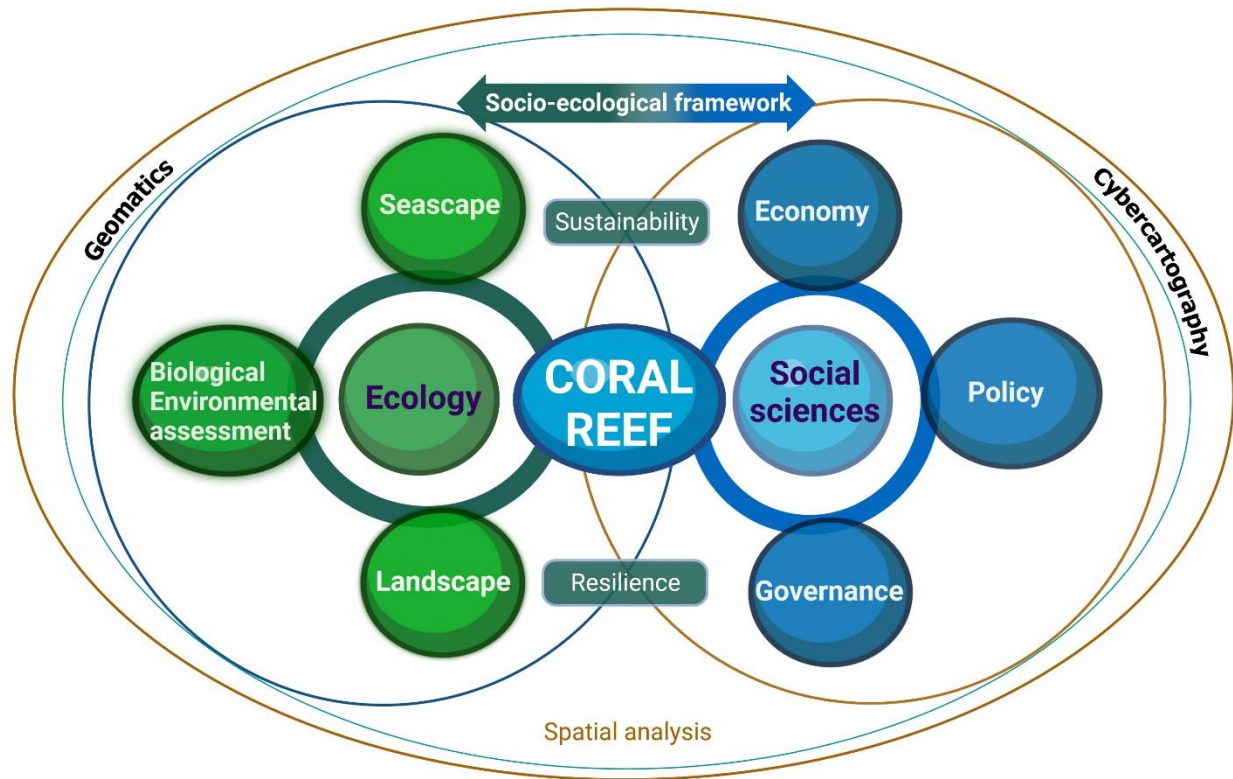 Socio-ecological framework
Geomatics
Cybercartography
Seascape
Sustainability
Economy
Biological
Environmental
assessment
Ecology
CORAL
REEF
Social
sciences
Policy
Landscape
Resilience
Governance
Spatial analysis